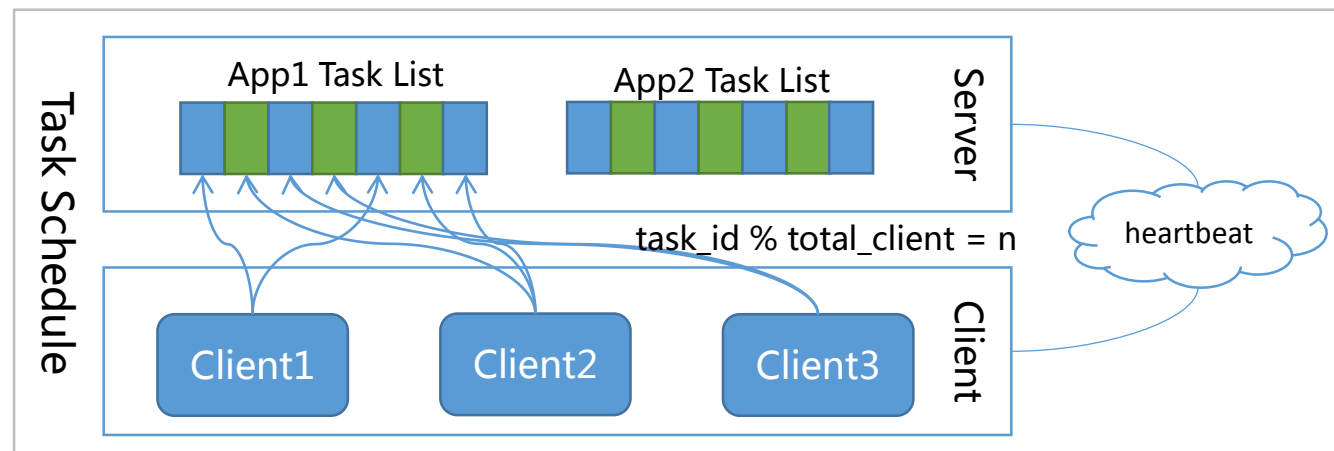 Task Schedule
App1 Task List
App2 Task List
Server
task_id % total_client = n
heartbeat
Client1
Client2
Client3
Client